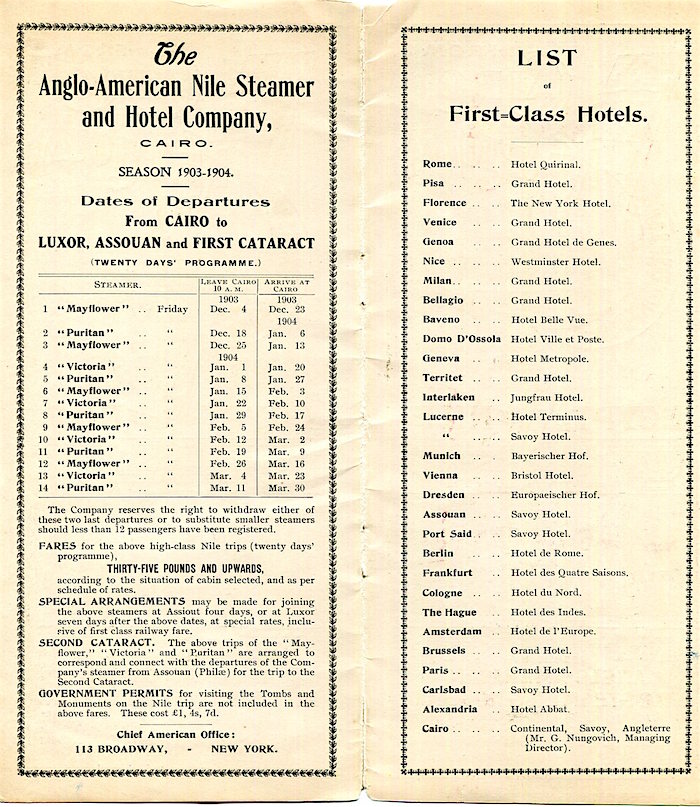 The
Anglo-American Nile Steamer
and Hotel Company,
CAIRO.
SEASON 1903-1904.
Dates of Departures
From CAIRO to
LUXOR, ASSOUAN and FIRST CATARACT
(TWENTY DAYS' PROGRAMME.)
STEAMER. LEAVE CAIRO 10 A.M. ARRIVE AT CAIRO
1903 1903
1 "Mayflower" .. Friday Dec. 4 Dec. 23
1904
2 "Puritan" .. " Dec. 18 Jan. 6
3 "Mayflower" .. " Dec. 25 Jan. 13
1904
4 "Victoria" .. " Jan. 1 Jan. 20
5 "Puritan" .. " Jan. 8 Jan. 27
6 "Mayflower" .. " Jan. 15 Feb. 3
7 "Victoria" .. " Jan. 22 Feb. 10
8 "Puritan" .. " Jan. 29 Feb. 17
9 "Mayflower" .. " Feb. 5 Feb. 24
10 "Victoria" .. " Feb. 12 Mar. 2
11 "Puritan" .. " Feb. 19 Mar. 9
12 "Mayflower" .. " Feb. 26 Mar. 16
13 "Victoria" .. " Mar. 4 Mar. 23
14 "Puritan" .. " Mar. 11 Mar. 30
The Company reserves the right to withdraw either of
these two last departures or to substitute smaller steamers
should less than 12 passengers have been registered.
FARES for the above high-class Nile trips (twenty days'
programme),
THIRTY-FIVE POUNDS AND UPWARDS,
according to the situation of cabin selected, and as per
schedule of rates.
SPECIAL ARRANGEMENTS may be made for joining
the above steamers at Assiout four days, or at Luxor
seven days after the above dates, at special rates, inclu-
sive of first class railway fare.
SECOND CATARACT. The above trips of the "May-
flower," "Victoria" and "Puritan" are arranged to
correspond and connect with the departures of the Com-
pany's steamer from Assouan (Philæ) for the trip to the
Second Cataract.
GOVERNMENT PERMITS for visiting the Tombs and
Monuments on the Nile trip are not included in the
above fares. These cost £1, 4s, 7d.
Chief American Office:
113 BROADWAY, - NEW YORK.
LIST
of
First=Class Hotels.
Rome.. .. .. Hotel Quirinal.
Pisa .. .. .. Grand Hotel.
Florence .. .. The New York Hotel.
Venice .. .. Grand Hotel.
Genoa .. .. Grand Hotel de Genes.
Nice .. .. .. Westminster Hotel.
Milan.. .. .. Grand Hotel.
Bellagio .. .. Grand Hotel.
Baveno .. .. Hotel Belle Vue.
Domo D'Ossola Hotel Ville et Poste.
Geneva .. .. Hotel Metropole.
Territet .. .. Grand Hotel.
Interlaken .. Jungfrau Hotel.
Lucerne .. .. Hotel Terminus.
" .. .. Savoy Hotel.
Munich .. .. Bayerischer Hof.
Vienna .. .. Bristol Hotel.
Dresden .. .. Europaeischer Hof.
Assouan .. .. Savoy Hotel.
Port Said .. .. Savoy Hotel.
Berlin .. .. Hotel de Rome.
Frankfurt .. Hotel des Quatre Saisons.
Cologne .. .. Hotel du Nord.
The Hague .. Hotel des Indes.
Amsterdam .. Hotel de l'Europe.
Brussels .. .. Grand Hotel.
Paris .. .. .. Grand Hotel.
Carlsbad .. .. Savoy Hotel.
Alexandria .. Hotel Abbat.
Cairo .. .. .. Continental, Savoy, Angleterre
(Mr. G. Nungovich, Managing
Director).